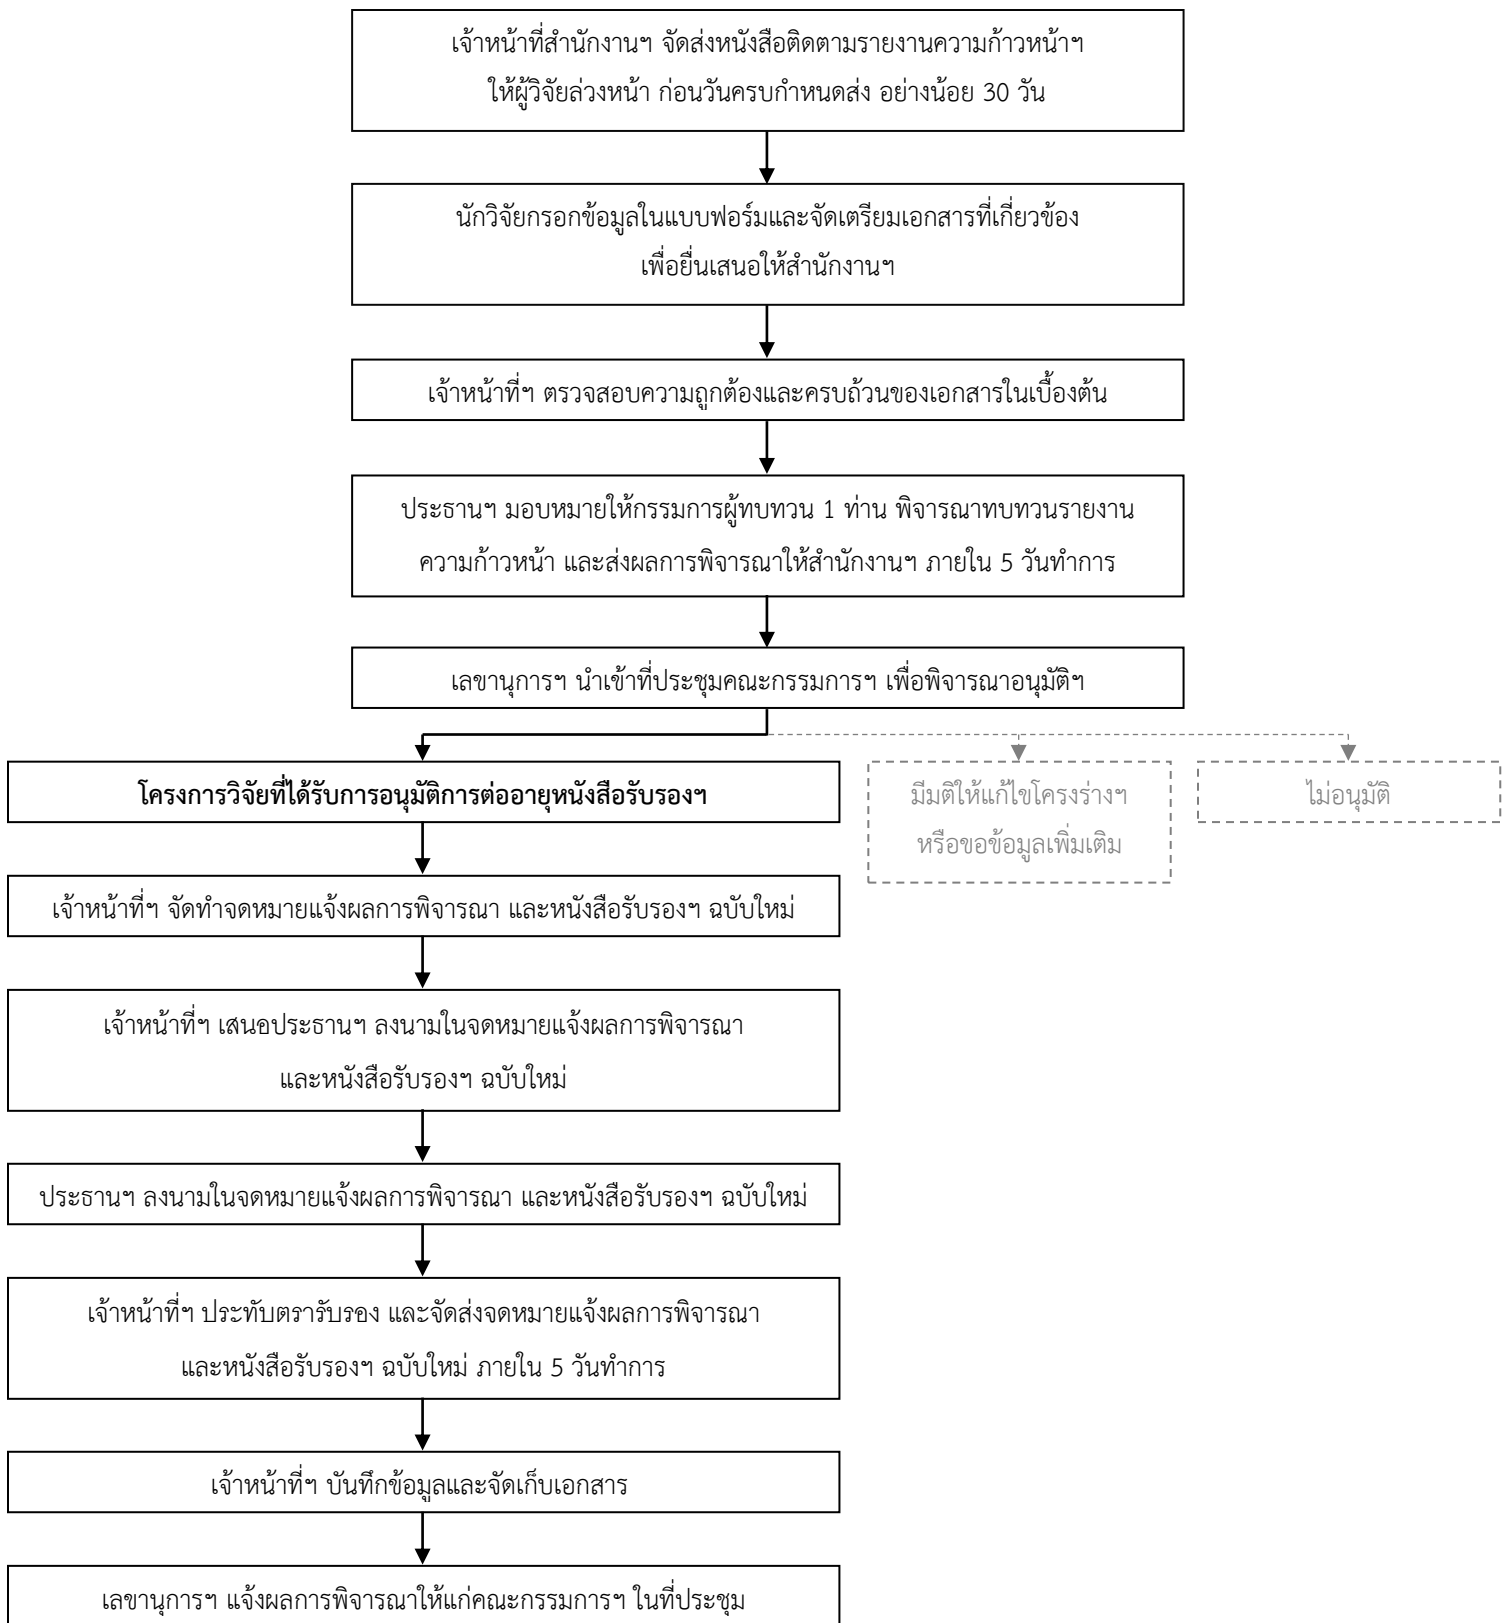 เจ้าหน้าที่สำนักงานฯ จัดส่งหนังสือติดตามรายงานความก้าวหน้าฯ
ให้ผู้วิจัยล่วงหน้า ก่อนวันครบกำหนดส่ง อย่างน้อย 30 วัน
นักวิจัยกรอกข้อมูลในแบบฟอร์มและจัดเตรียมเอกสารที่เกี่ยวข้อง
เพื่อยื่นเสนอให้สำนักงานฯ
เจ้าหน้าที่ฯ ตรวจสอบความถูกต้องและครบถ้วนของเอกสารในเบื้องต้น
ประธานฯ มอบหมายให้กรรมการผู้ทบทวน 1 ท่าน พิจารณาทบทวนรายงาน
ความก้าวหน้า และส่งผลการพิจารณาให้สำนักงานฯ ภายใน 5 วันทำการ
เลขานุการฯ นำเข้าที่ประชุมคณะกรรมการฯ เพื่อพิจารณาอนุมัติฯ
โครงการวิจัยที่ได้รับการอนุมัติการต่ออายุหนังสือรับรองฯ
มีมติให้แก้ไขโครงร่างฯ
หรือขอข้อมูลเพิ่มเติม
ไม่อนุมัติ
เจ้าหน้าที่ฯ จัดทำจดหมายแจ้งผลการพิจารณา และหนังสือรับรองฯ ฉบับใหม่
เจ้าหน้าที่ฯ เสนอประธานฯ ลงนามในจดหมายแจ้งผลการพิจารณา
และหนังสือรับรองฯ ฉบับใหม่
ประธานฯ ลงนามในจดหมายแจ้งผลการพิจารณา และหนังสือรับรองฯ ฉบับใหม่
เจ้าหน้าที่ฯ ประทับตรารับรอง และจัดส่งจดหมายแจ้งผลการพิจารณา
และหนังสือรับรองฯ ฉบับใหม่ ภายใน 5 วันทำการ
เจ้าหน้าที่ฯ บันทึกข้อมูลและจัดเก็บเอกสาร
เลขานุการฯ แจ้งผลการพิจารณาให้แก่คณะกรรมการฯ ในที่ประชุม